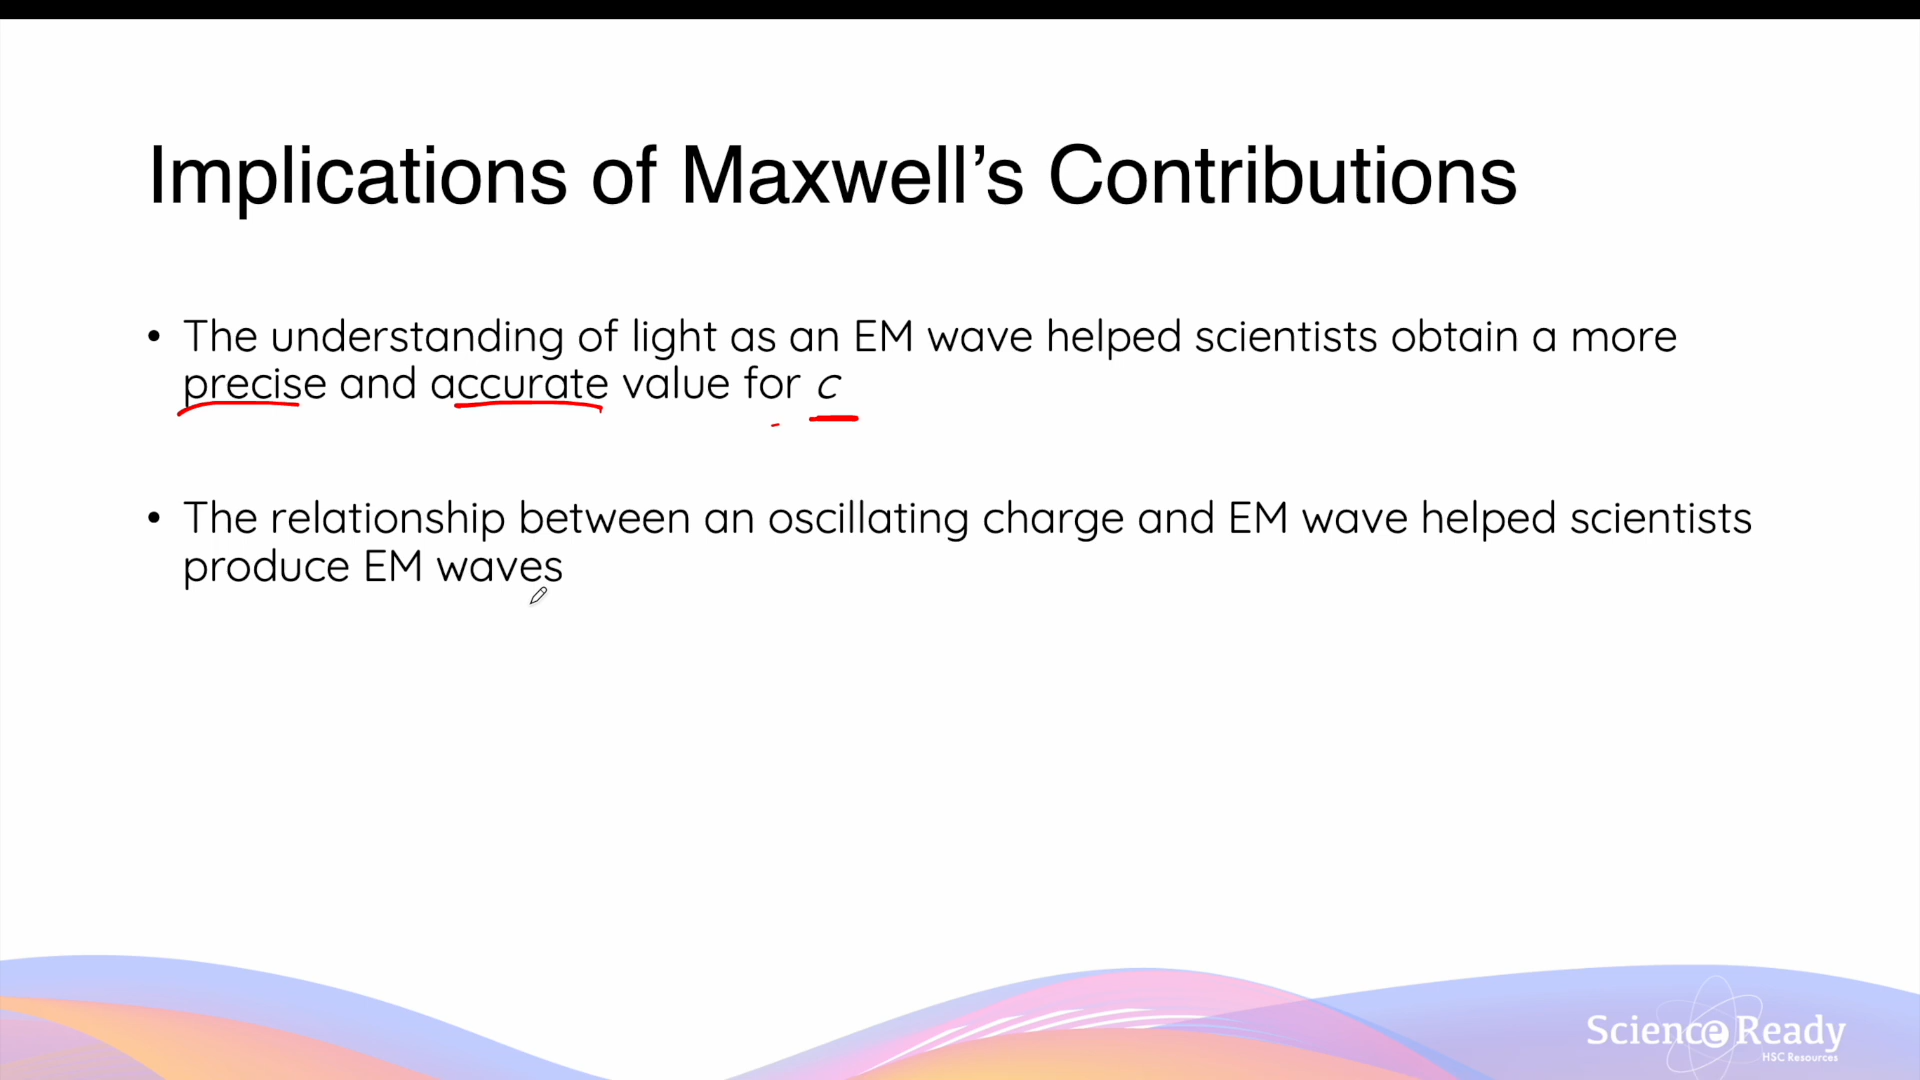 Implications of Maxwell’s Contributions
• The understanding of light as an EM wave helped scientists obtain a more
precise and accurate value for c
• The relationship between an oscillating charge and EM wave helped scientists
produce EM waves
Science Ready
HSC Resources